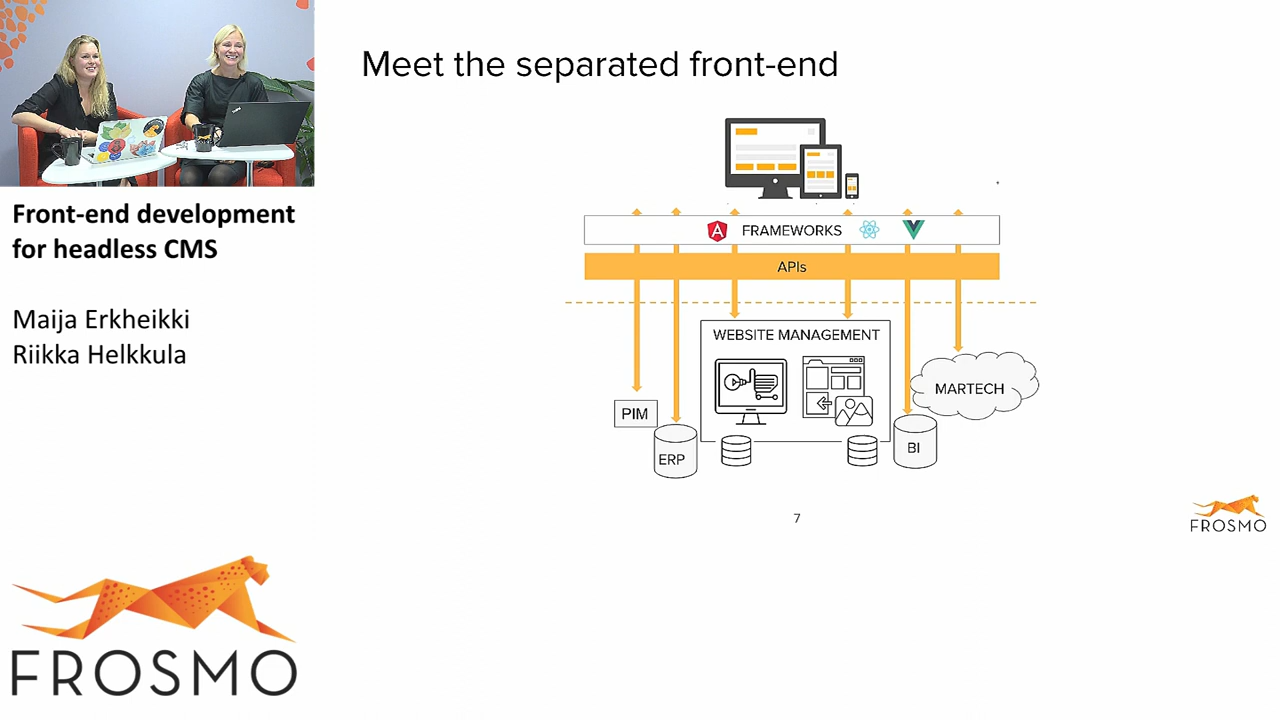 Meet the separated front-end
Front-end development
for headless CMS
Maija Erkheikki
Riikka Helkkula
FRAMEWORKS
APIs
WEBSITE MANAGEMENT
PIM
ERP
BI
MARTECH
7
FROSMO
FROSMO